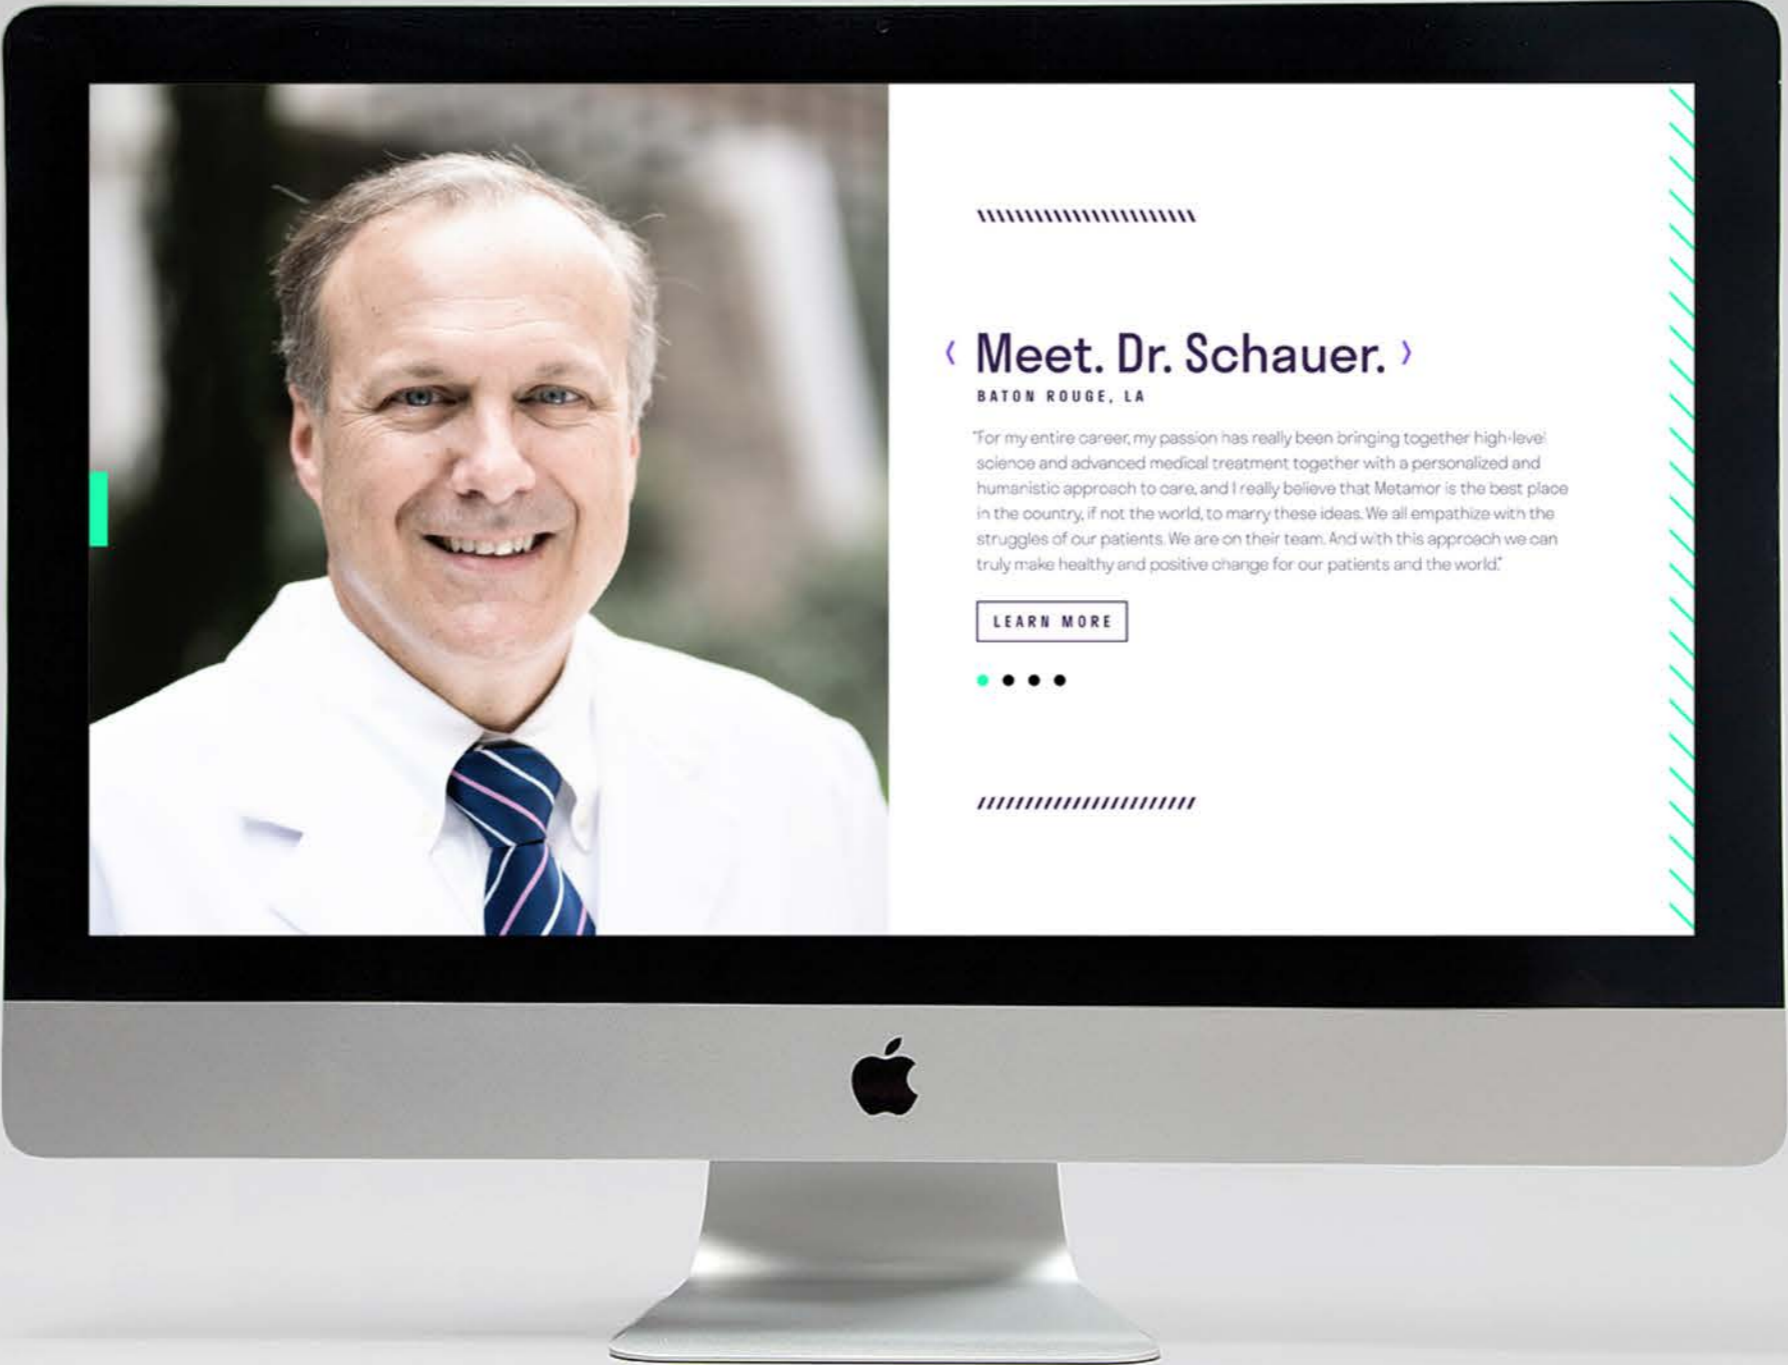 Meet. Dr. Schauer.
BATON ROUGE, LA
"For my entire career, my passion has really been bringing together high-level
science and advanced medical treatment together with a personalized and
humanistic approach to care, and I really believe that Metamor is the best place
in the country, if not the world, to marry these ideas. We all empathize with the
struggles of our patients. We are on their team. And with this approach we can
truly make healthy and positive change for our patients and the world."
LEARN MORE